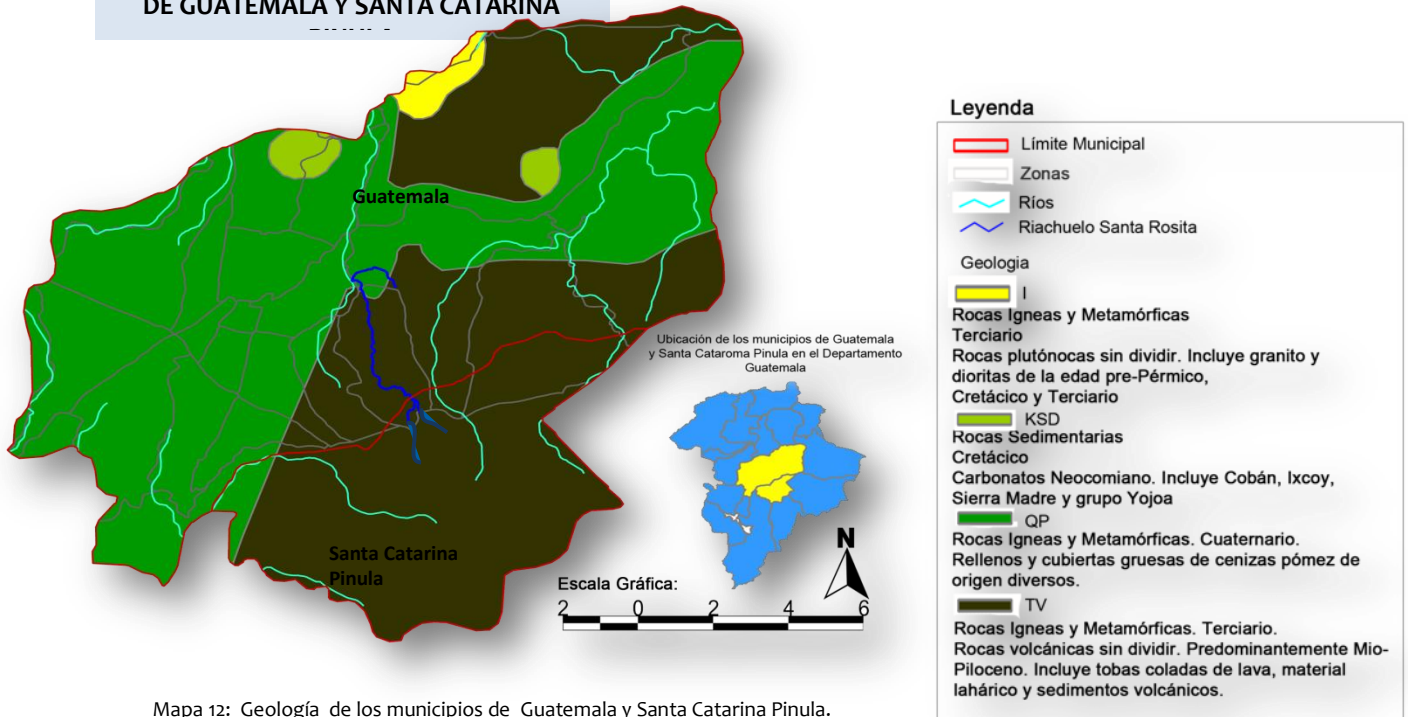 DE GUATEMALA Y SANTA CATARINA
Guatemala
Santa Catarina
Pinula
Ubicación de los municipios de Guatemala
y Santa Cataroma Pinula en el Departamento
Guatemala
N
Escala Gráfica:
2 0 2 4 6
Leyenda
Límite Municipal
Zonas
Ríos
Riachuelo Santa Rosita
Geologia
I
Rocas Igneas y Metamórficas
Terciario
Rocas plutónocas sin dividir. Incluye granito y
dioritas de la edad pre-Pérmico,
Cretácico y Terciario
KSD
Rocas Sedimentarias
Cretácico
Carbonatos Neocomiano. Incluye Cobán, Ixcoy,
Sierra Madre y grupo Yojoa
QP
Rocas Igneas y Metamórficas. Cuaternario.
Rellenos y cubiertas gruesas de cenizas pómez de
origen diversos.
TV
Rocas Igneas y Metamórficas. Terciario.
Rocas volcánicas sin dividir. Predominantemente Mio-
Piloceno. Incluye tobas coladas de lava, material
lahárico y sedimentos volcánicos.
Mapa 12: Geología de los municipios de Guatemala y Santa Catarina Pinula.